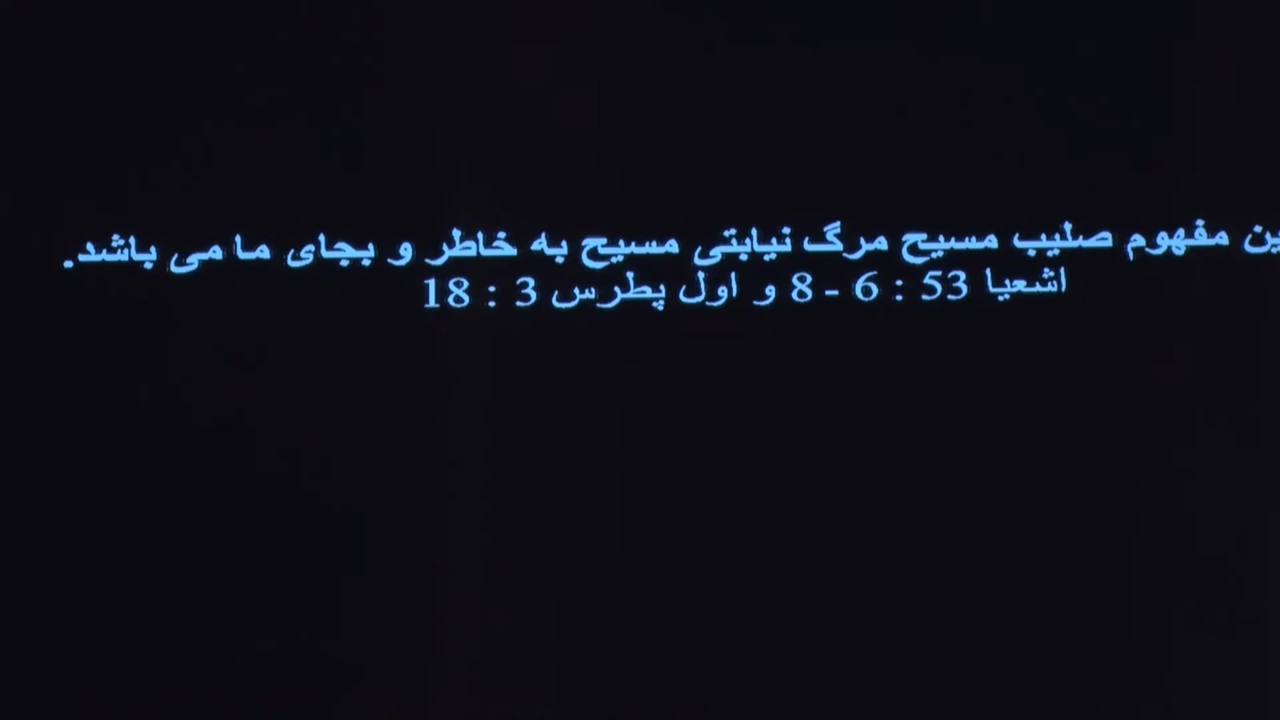 مفهوم صلیب مسیح مرگ نیابتی مسیح به خاطر و بجای ما می باشد.
اشعیا 53 : 6 - 8 و اول پطرس 3 : 18